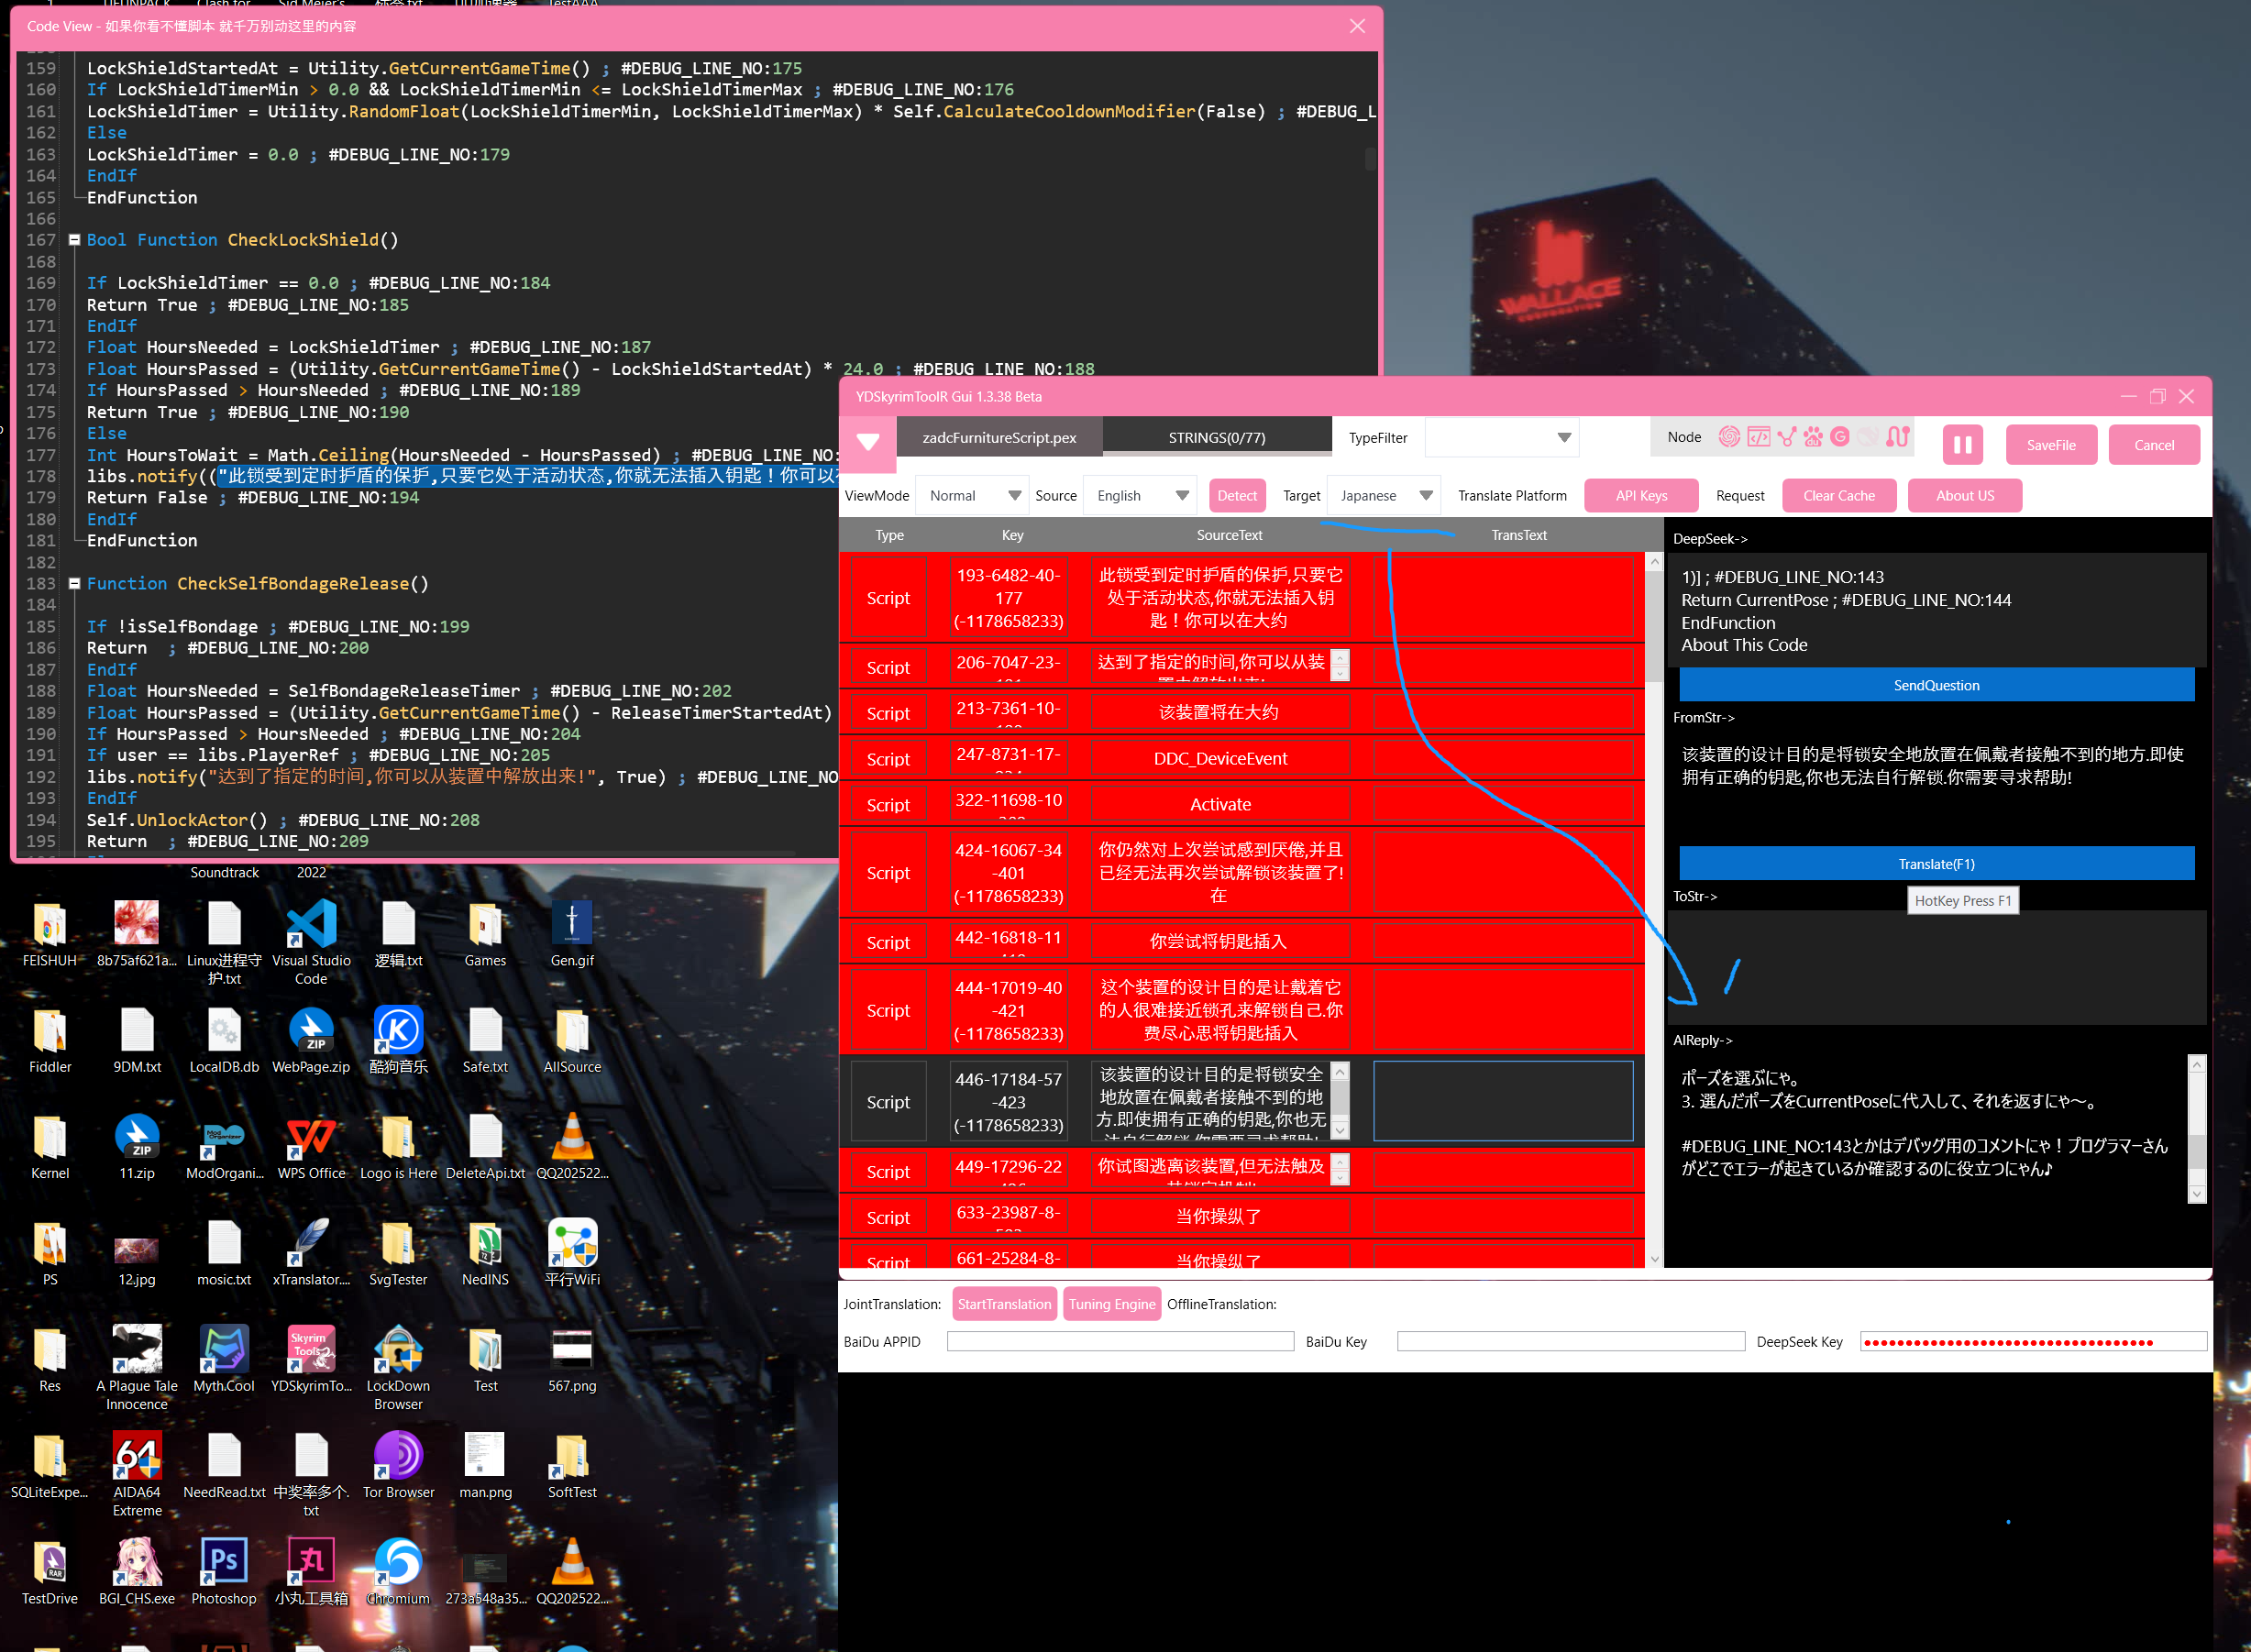 Code View - 如果你看不懂脚本 就千万别动这里的内容
159 LockShieldStartedAt = Utility.GetCurrentGameTime() ; #DEBUG_LINE_NO:175
160 If LockShieldTimerMin > 0.0 && LockShieldTimerMin <= LockShieldTimerMax ; #DEBUG_LINE_NO:176
161 LockShieldTimer = Utility.RandomFloat(LockShieldTimerMin, LockShieldTimerMax) * Self.CalculateCooldownModifier(False) ; #DEBUG_L
162 Else
163 LockShieldTimer = 0.0 ; #DEBUG_LINE_NO:179
164 EndIf
165 EndFunction
166
167 Bool Function CheckLockShield()
168
169 If LockShieldTimer == 0.0 ; #DEBUG_LINE_NO:184
170 Return True ; #DEBUG_LINE_NO:185
171 EndIf
172 Float HoursNeeded = LockShieldTimer ; #DEBUG_LINE_NO:187
173 Float HoursPassed = (Utility.GetCurrentGameTime() - LockShieldStartedAt) * 24.0 ; #DEBUG_LINE_NO:188
174 If HoursPassed > HoursNeeded ; #DEBUG_LINE_NO:189
175 Return True ; #DEBUG_LINE_NO:190
176 Else
177 Int HoursToWait = Math.Ceiling(HoursNeeded - HoursPassed) ; #DEBUG_LINE_NO:
178 libs.notify(("此锁受到定时护盾的保护,只要它处于活动状态,你就无法插入钥匙！你可以
179 Return False ; #DEBUG_LINE_NO:194
180 EndIf
181 EndFunction
182
183 Function CheckSelfBondageRelease()
184
185 If !isSelfBondage ; #DEBUG_LINE_NO:199
186 Return ; #DEBUG_LINE_NO:200
187 EndIf
188 Float HoursNeeded = SelfBondageReleaseTimer ; #DEBUG_LINE_NO:202
189 Float HoursPassed = (Utility.GetCurrentGameTime() - ReleaseTimerStartedAt)
190 If HoursPassed > HoursNeeded ; #DEBUG_LINE_NO:204
191 If user == libs.PlayerRef ; #DEBUG_LINE_NO:205
192 libs.notify("达到了指定的时间,你可以从装置中解放出来!", True) ; #DEBUG_LINE_NO
193 EndIf
194 Self.UnlockActor() ; #DEBUG_LINE_NO:208
195 Return ; #DEBUG_LINE_NO:209
WALLACE
CORPORATION
YDSkyrimToolR Gui 1.3.38 Beta
zadcFurnitureScript.pex STRINGS(0/77) TypeFilter Node SaveFile Cancel
ViewMode Normal Source English Detect Target Japanese Translate Platform API Keys Request Clear Cache About US
Type Key SourceText TransText
Script
193-6482-40-
177
(-1178658233)
此锁受到定时护盾的保护,只要它
处于活动状态,你就无法插入钥
匙！你可以在大约
Script
206-7047-23-
达到了指定的时间,你可以从装
Script
213-7361-10-
该装置将在大约
Script
247-8731-17-
DDC_DeviceEvent
Script
322-11698-10
Activate
Script
424-16067-34
-401
(-1178658233)
你仍然对上次尝试感到厌倦,并且
已经无法再次尝试解锁该装置了!
在
Script
442-16818-11
你尝试将钥匙插入
Script
444-17019-40
-421
(-1178658233)
这个装置的设计目的是让戴着它
的人很难接近锁孔来解锁自己.你
费尽心思将钥匙插入
Script
446-17184-57
-423
(-1178658233)
该装置的设计目的是将锁安全
地放置在佩戴者接触不到的地
方.即使拥有正确的钥匙,你也无
Script
449-17296-22
你试图逃离该装置,但无法触及
Script
633-23987-8-
当你操纵了
Script
661-25284-8-
当你操纵了
DeepSeek->
1)] ; #DEBUG_LINE_NO:143
Return CurrentPose ; #DEBUG_LINE_NO:144
EndFunction
About This Code
SendQuestion
FromStr->
该装置的设计目的是将锁安全地放置在佩戴者接触不到的地方.即使
拥有正确的钥匙,你也无法自行解锁.你需要寻求帮助!
Translate(F1)
ToStr->
HotKey Press F1
AIReply->
ポーズを選ぶにゃ。
3. 選んだポーズをCurrentPoseに代入して、それを返すにゃ〜。
#DEBUG_LINE_NO:143とかはデバッグ用のコメントにゃ！プログラマーさん
がどこでエラーが起きているか確認するのに役立つにゃん♪
JointTranslation: StartTranslation Tuning Engine OfflineTranslation:
BaiDu APPID BaiDu Key DeepSeek Key
Soundtrack 2022
FEISHUH 8b75af621a... Linux进程守护.txt Visual Studio Code 逻辑.txt Games Gen.gif
Fiddler 9DM.txt LocalDB.db WebPage.zip 酷狗音乐 Safe.txt AllSource
Kernel 11.zip ModOrgani... WPS Office Logo is Here DeleteApi.txt QQ202522...
PS 12.jpg mosic.txt xTranslator.... SvgTester NedINS 平行WiFi
Res A Plague Tale Innocence Myth.Cool YDSkyrimTo... LockDown Browser Test 567.png
SQLiteExpe... AIDA64 Extreme NeedRead.txt 中奖率多个.txt Tor Browser man.png SoftTest
TestDrive BGI_CHS.exe Photoshop 小丸工具箱 Chromium 273a548a35... QQ202522...